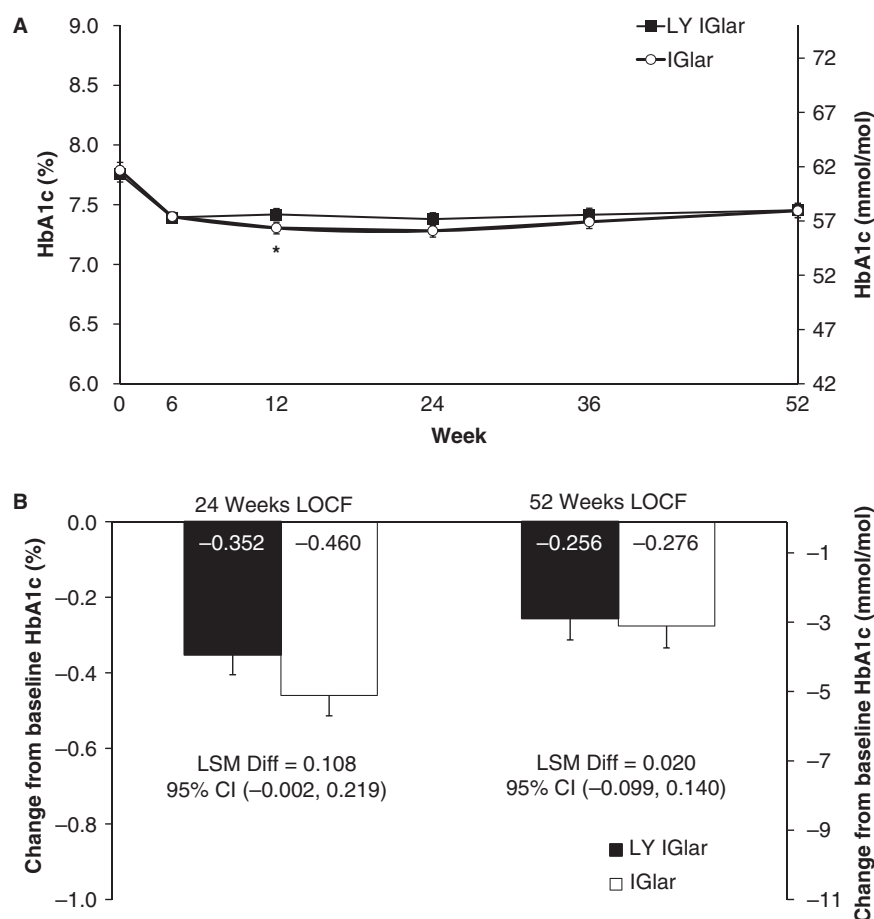 A
LY IGlar
IGlar
HbA1c (%)
9.0
8.5
8.0
7.5
7.0
6.5
6.0
HbA1c (mmol/mol)
72
67
62
57
52
47
42
*
0 6 12 24 36 52
Week
B
24 Weeks LOCF
52 Weeks LOCF
Change from baseline HbA1c (%)
0.0
−0.2
−0.4
−0.6
−0.8
−1.0
−0.352 −0.460
−0.256 −0.276
LSM Diff = 0.108
95% CI (−0.002, 0.219)
LSM Diff = 0.020
95% CI (−0.099, 0.140)
LY IGlar
IGlar
Change from baseline HbA1c (mmol/mol)
−1
−3
−5
−7
−9
−11